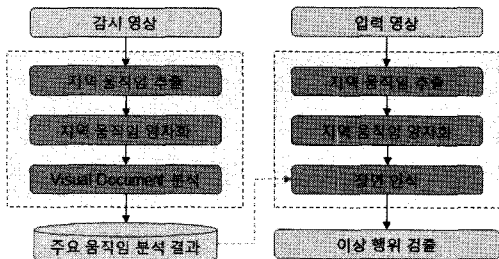 감시 영상
지역 움직임 추출
지역 움직임 양자화
Visual Document 분석
주요 움직임 분석 결과
입력 영상
지역 움직임 추출
지역 움직임 양자화
장면 인식
이상 행위 검출